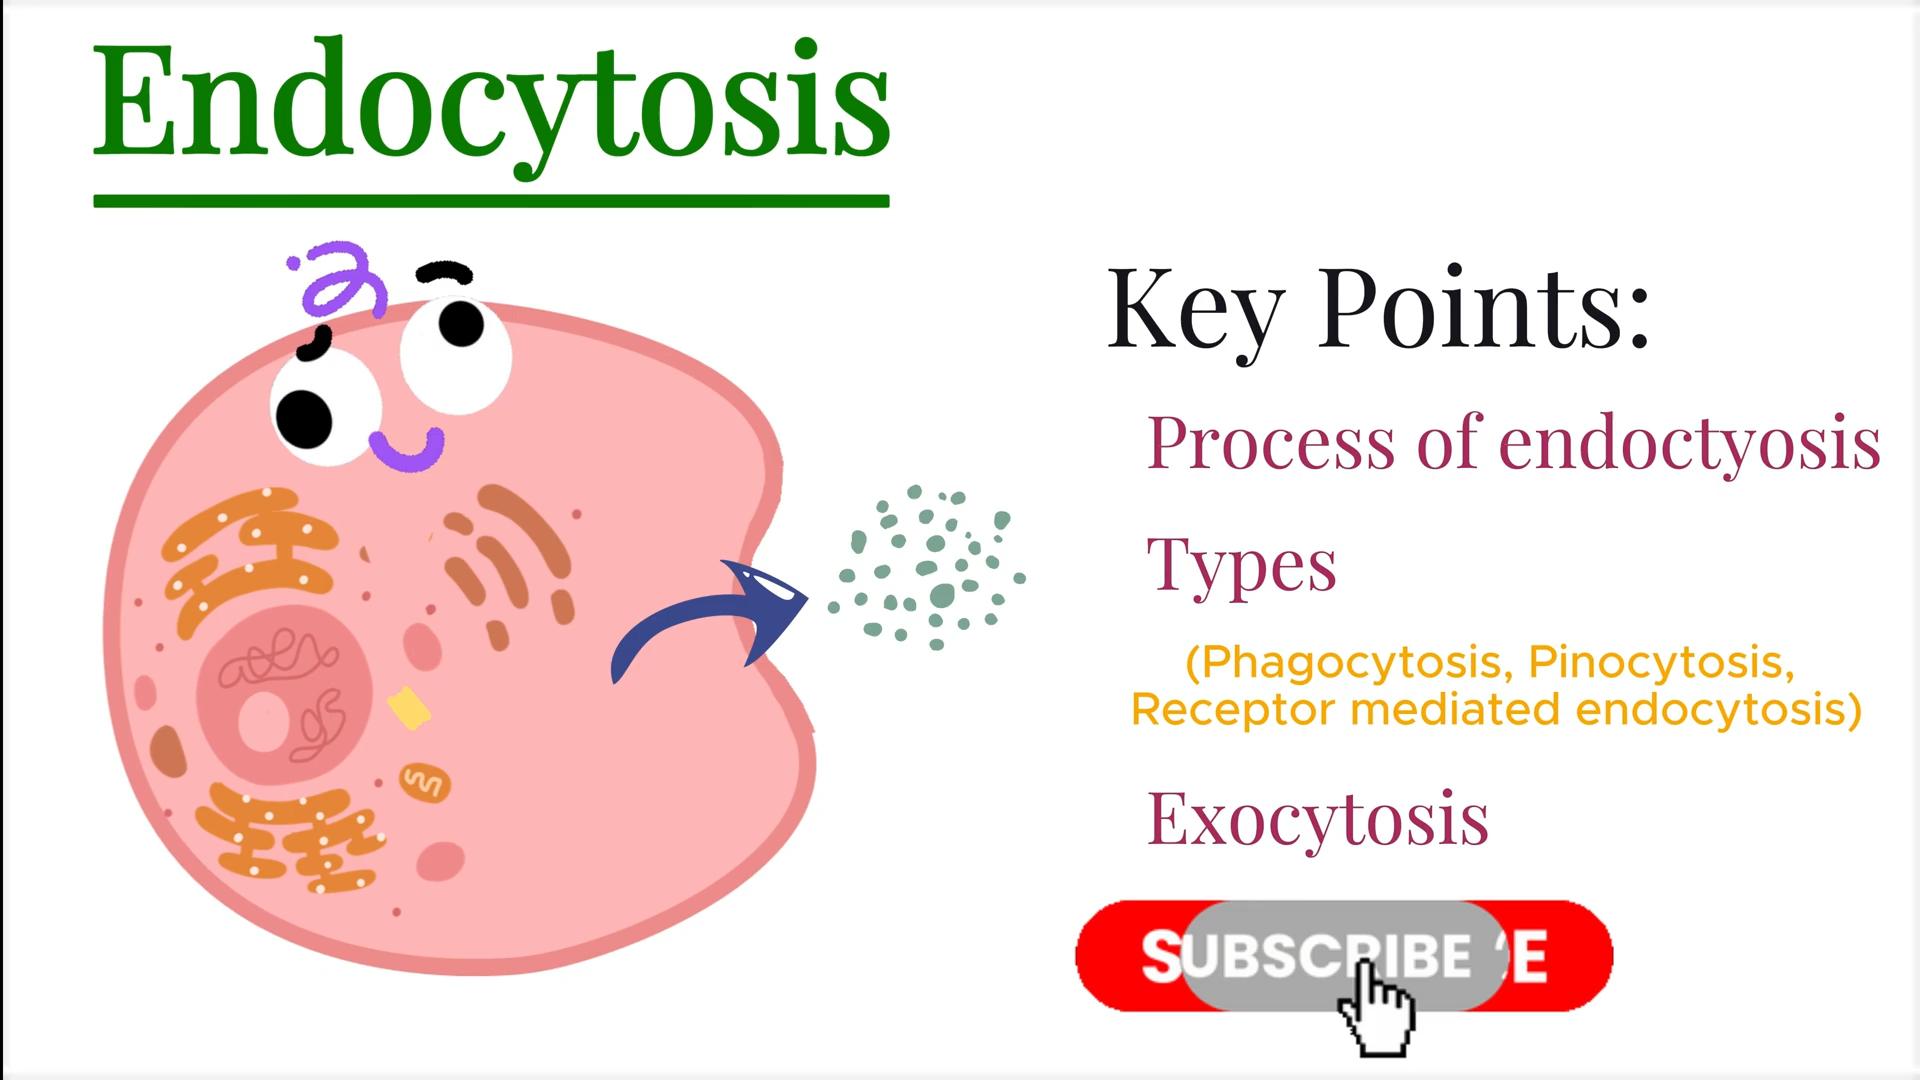 Endocytosis
Key Points:
Process of endoctyosis
Types
(Phagocytosis, Pinocytosis,
Receptor mediated endocytosis)
Exocytosis
SUBSCRIBE